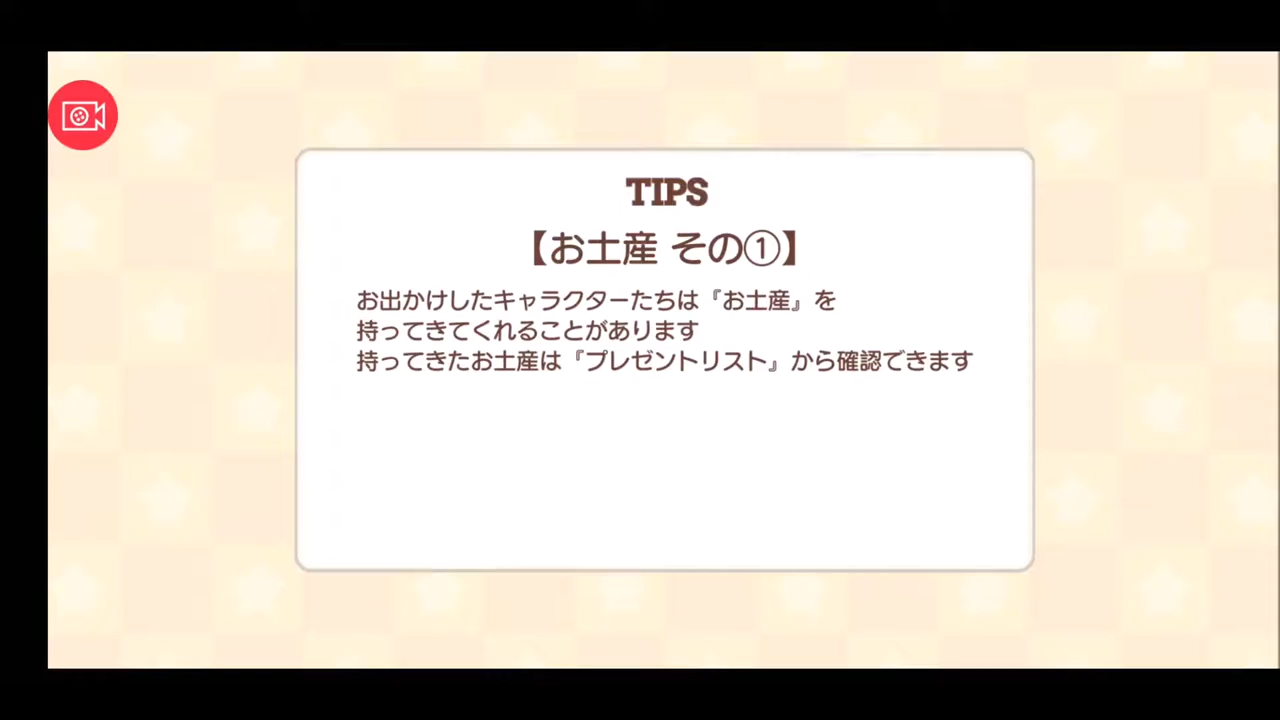 TIPS
【お土産 その①】
お出かけしたキャラクターたちは『お土産』を
持ってきてくれることがあります
持ってきたお土産は『プレゼントリスト』から確認できます